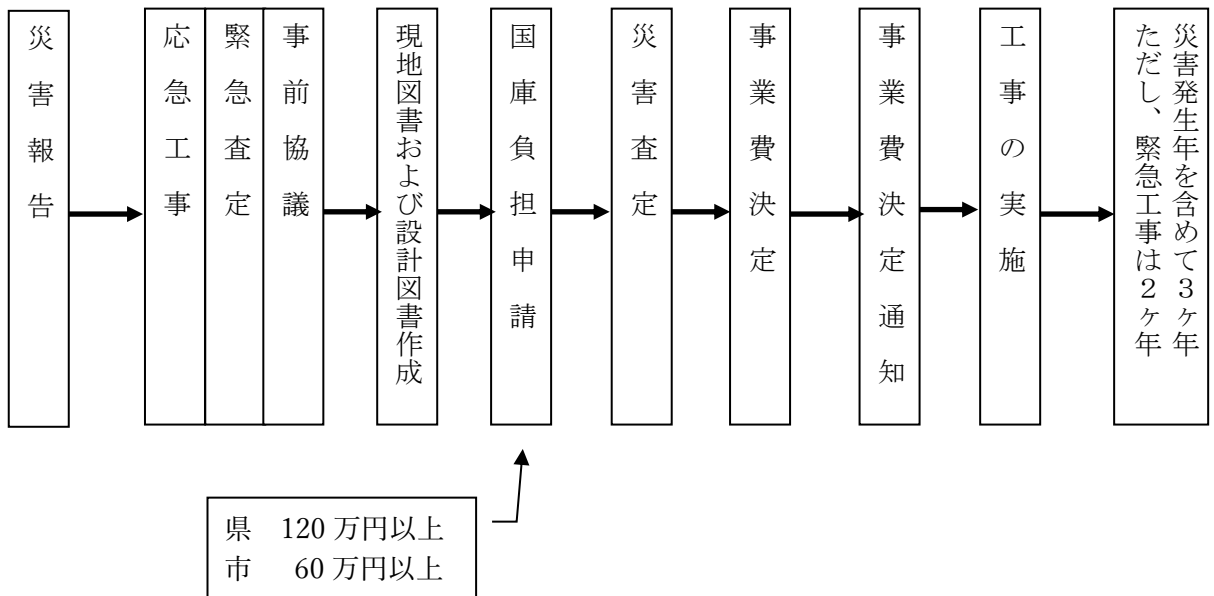 災害報告
応急工事
緊急査定
事前協議
現地図書および設計図書作成
国庫負担申請
災害査定
事業費決定
事業費決定通知
工事の実施
災害発生年を含めて３ヶ年
ただし、緊急工事は２ヶ年
県　120 万円以上
市　 60 万円以上